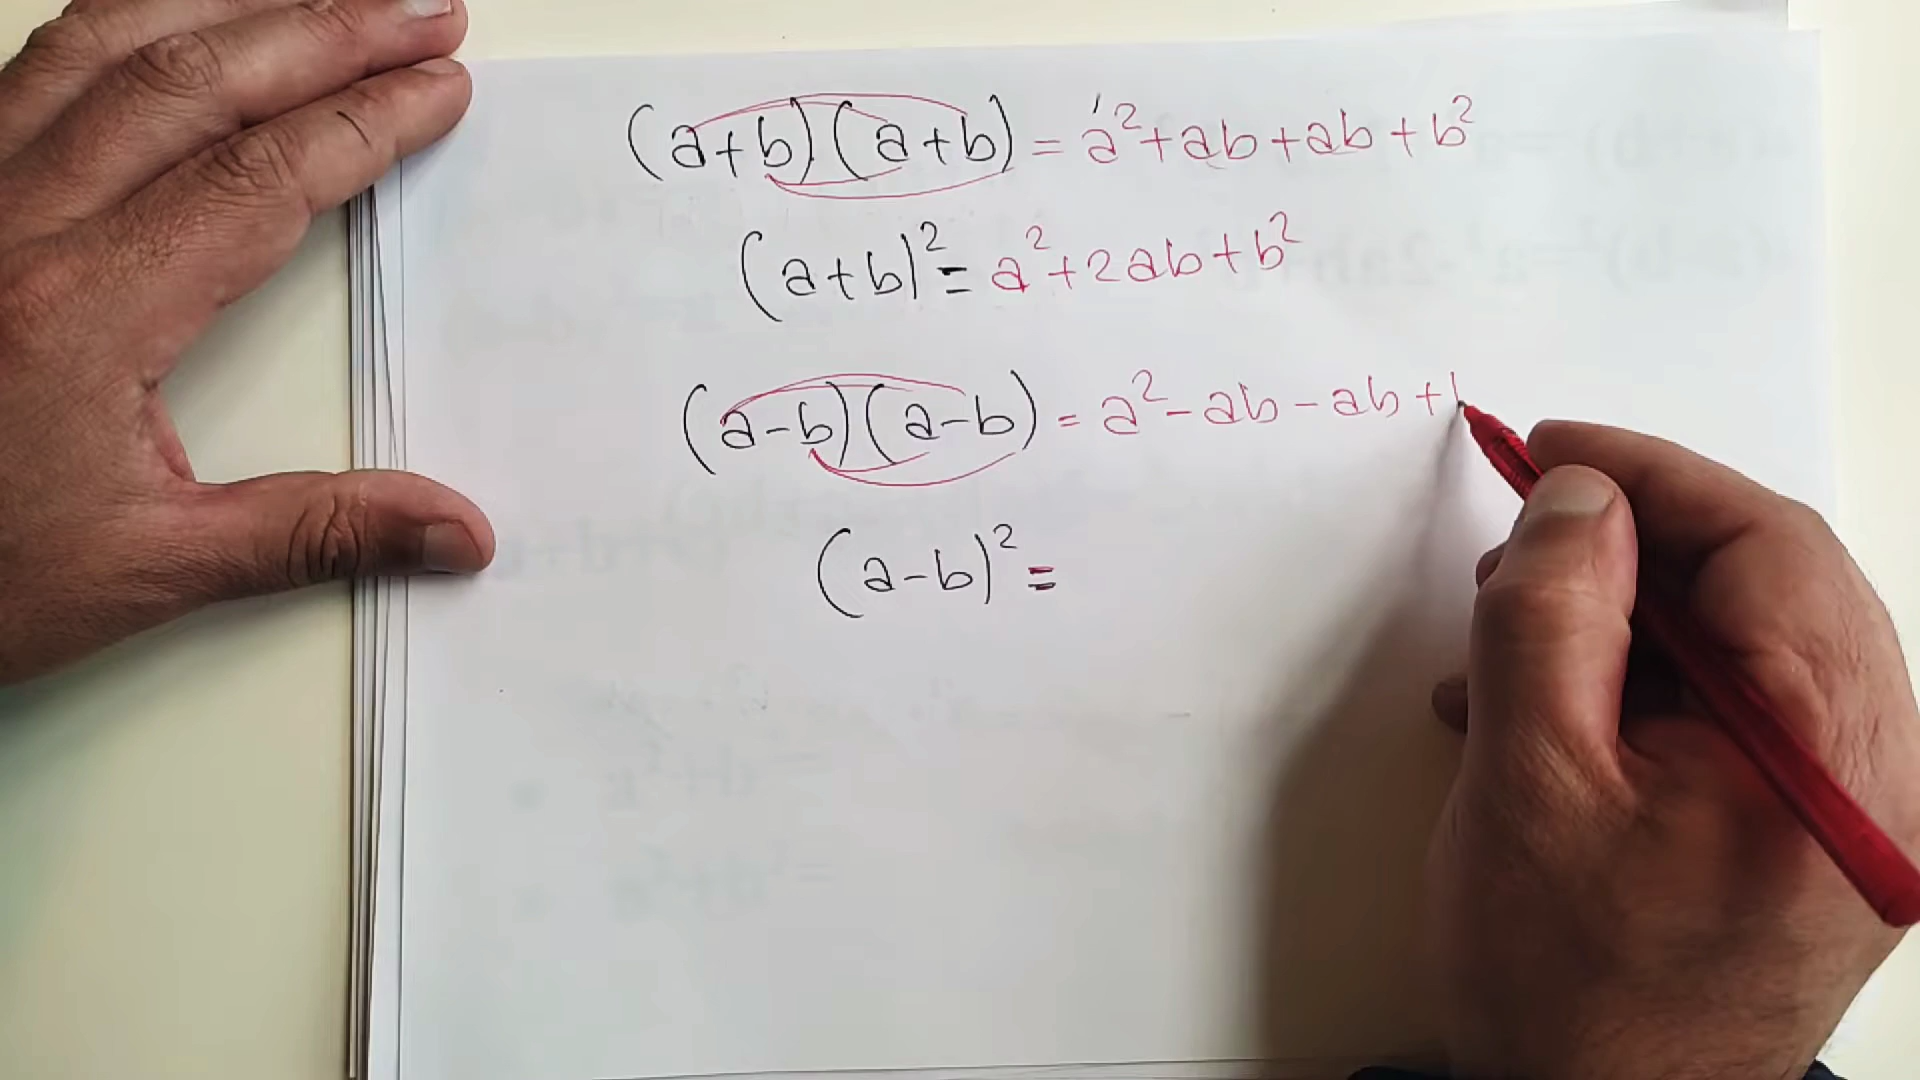 (a+b)(a+b) = a²+ab+ab+b²
(a+b)² = a²+2ab+b²
(a-b)(a-b) = a²-ab-ab+
(a-b)² =